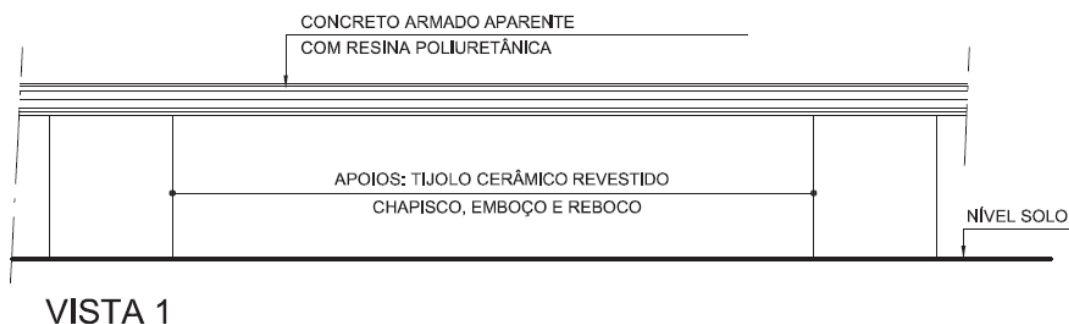 CONCRETO ARMADO APARENTE
COM RESINA POLIURETÂNICA
APOIOS: TIJOLO CERÂMICO REVESTIDO
CHAPISCO, EMBOÇO E REBOCO
NÍVEL SOLO
VISTA 1